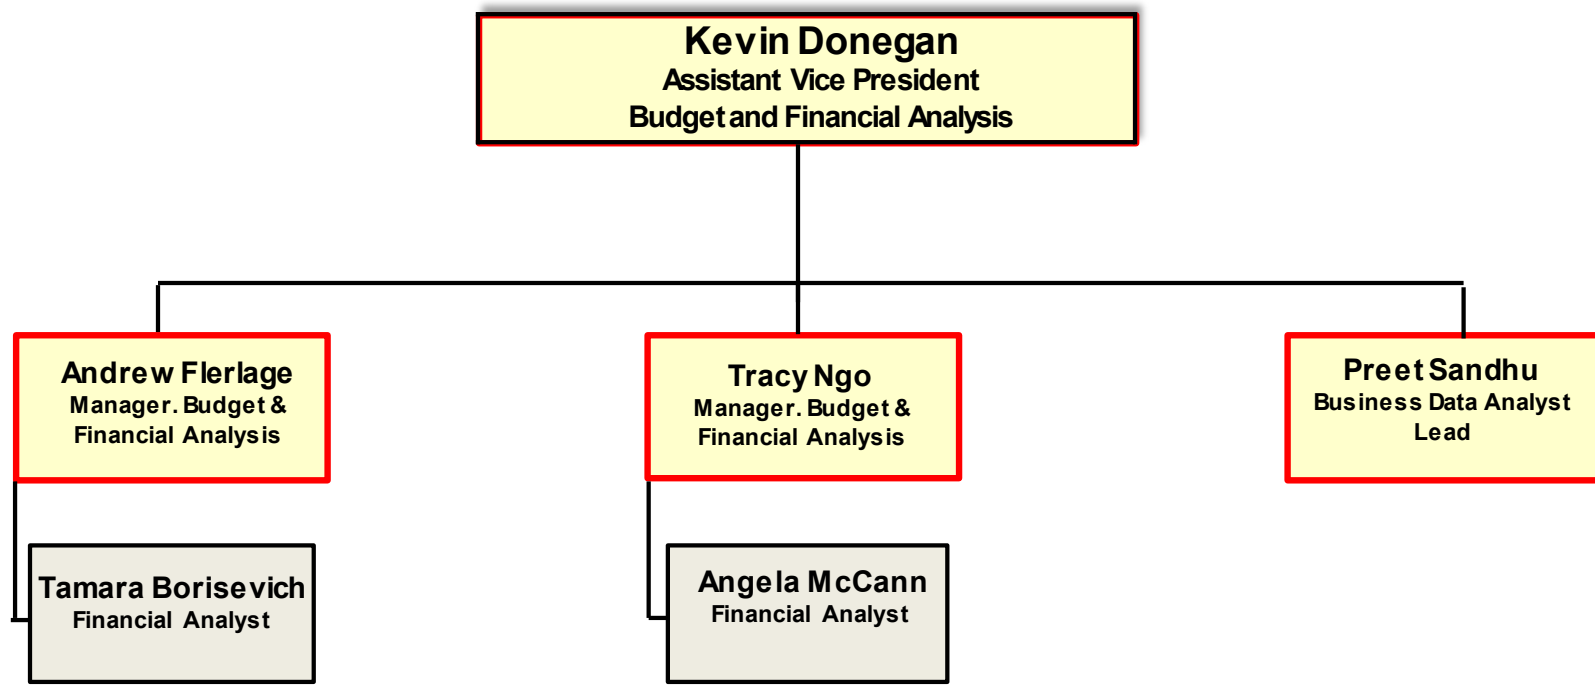 Kevin Donegan
Assistant Vice President
Budget and Financial Analysis
Andrew Flerlage
Manager. Budget &
Financial Analysis
Tracy Ngo
Manager. Budget &
Financial Analysis
Preet Sandhu
Business Data Analyst
Lead
Tamara Borisevich
Financial Analyst
Angela McCann
Financial Analyst